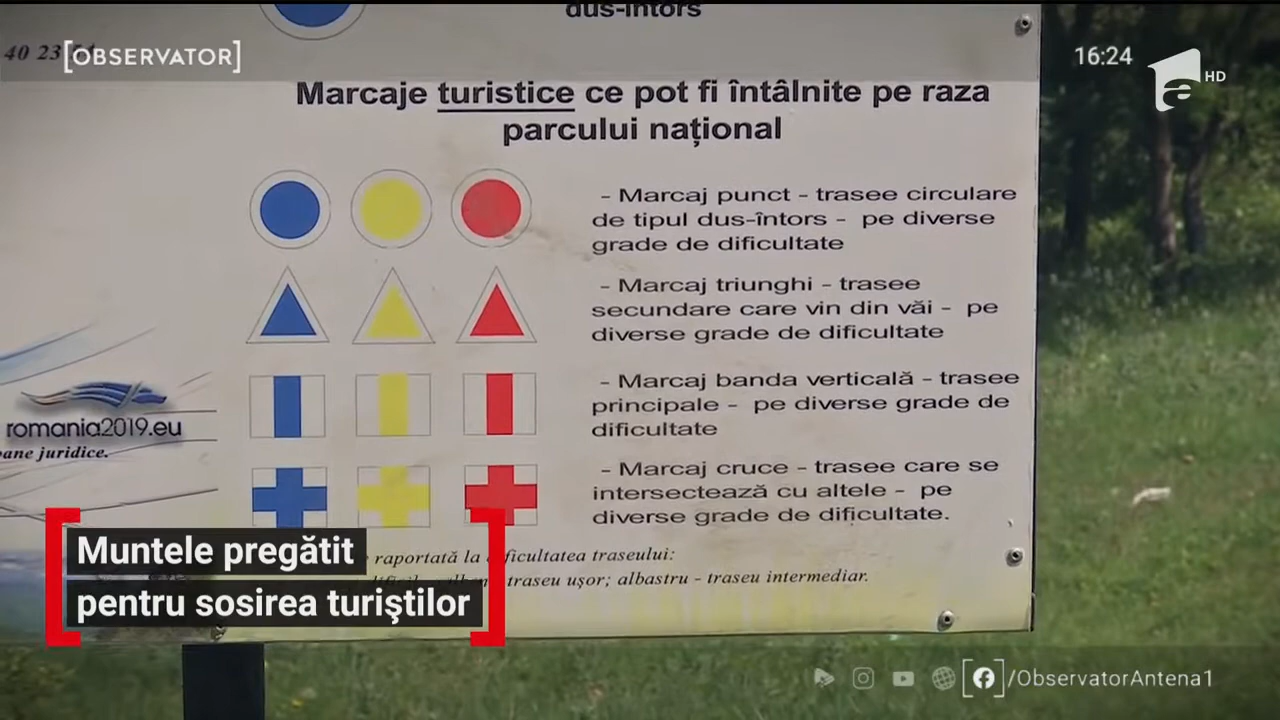 dus-intors
40 23
[OBSERVATOR]
16:24
HD
Marcaje turistice ce pot fi întâlnite pe raza
parcului național
- Marcaj punct - trasee circulare
de tipul dus-întors - pe diverse
grade de dificultate
- Marcaj triunghi - trasee
secundare care vin din văi - pe
diverse grade de dificultate
- Marcaj banda verticală - trasee
principale - pe diverse grade de
dificultate
- Marcaj cruce - trasee care se
intersectează cu altele - pe
diverse grade de dificultate.
romania2019.eu
ane juridice.
raportată la dificultatea traseului:
traseu ușor; albastru - traseu intermediar.
Muntele pregătit
pentru sosirea turiştilor
/ObservatorAntena1